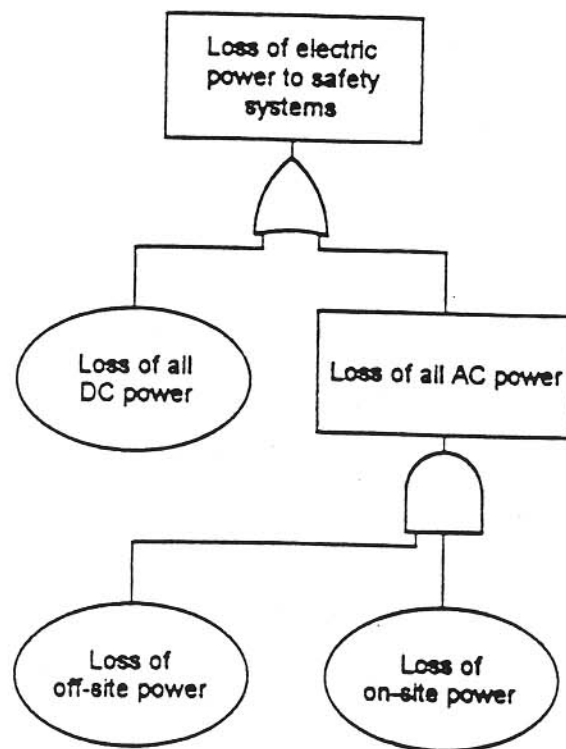 Loss of electric
power to safety
systems
Loss of all
DC power
Loss of all AC power
Loss of
off-site power
Loss of
on-site power